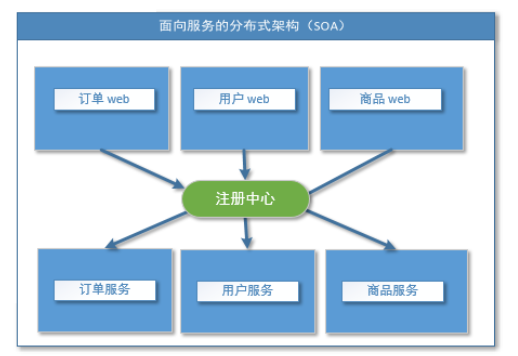 面向服务的分布式架构（SOA）
订单 web
用户 web
商品 web
注册中心
订单服务
用户服务
商品服务